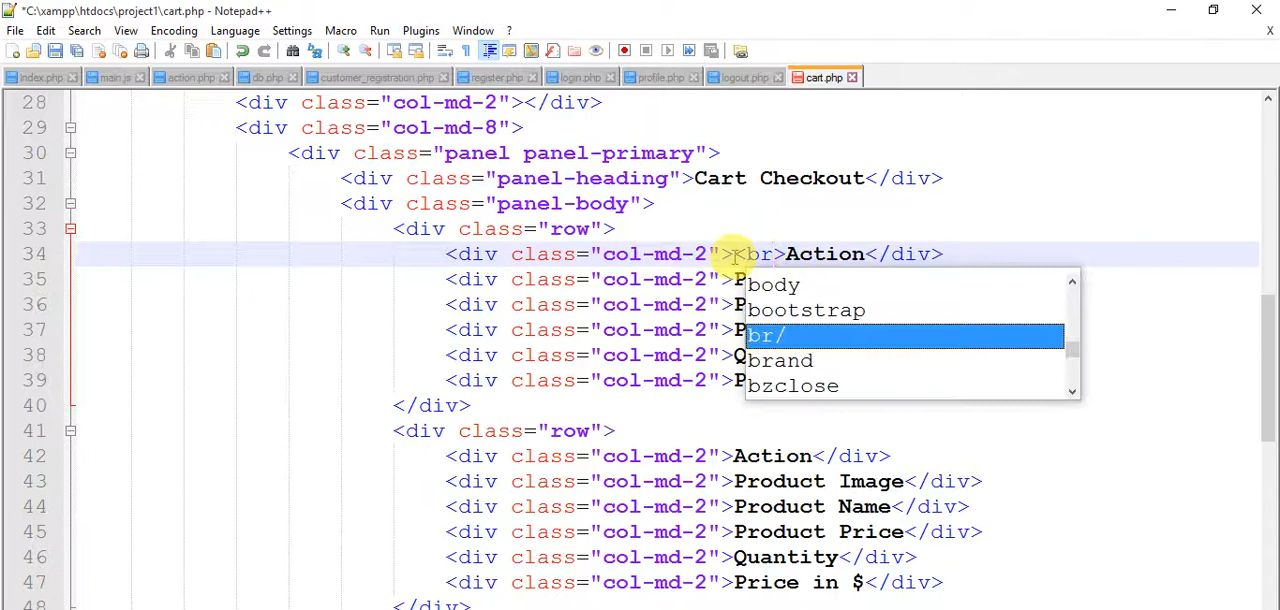 *C:\xampp\htdocs\project1\cart.php - Notepad++
File Edit Search View Encoding Language Settings Macro Run Plugins Window ? X
index.php main.js action.php db.php customer_registration.php register.php login.php profile.php logout.php cart.php
28 <div class="col-md-2"></div>
29 <div class="col-md-8">
30 <div class="panel panel-primary">
31 <div class="panel-heading">Cart Checkout</div>
32 <div class="panel-body">
33 <div class="row">
34 <div class="col-md-2"><br>Action</div>
35 <div class="col-md-2">P
36 <div class="col-md-2">P
37 <div class="col-md-2">P
38 <div class="col-md-2">Q
39 <div class="col-md-2">P
body
bootstrap
br/
brand
bzclose
40 </div>
41 <div class="row">
42 <div class="col-md-2">Action</div>
43 <div class="col-md-2">Product Image</div>
44 <div class="col-md-2">Product Name</div>
45 <div class="col-md-2">Product Price</div>
46 <div class="col-md-2">Quantity</div>
47 <div class="col-md-2">Price in $</div>
48 </div>